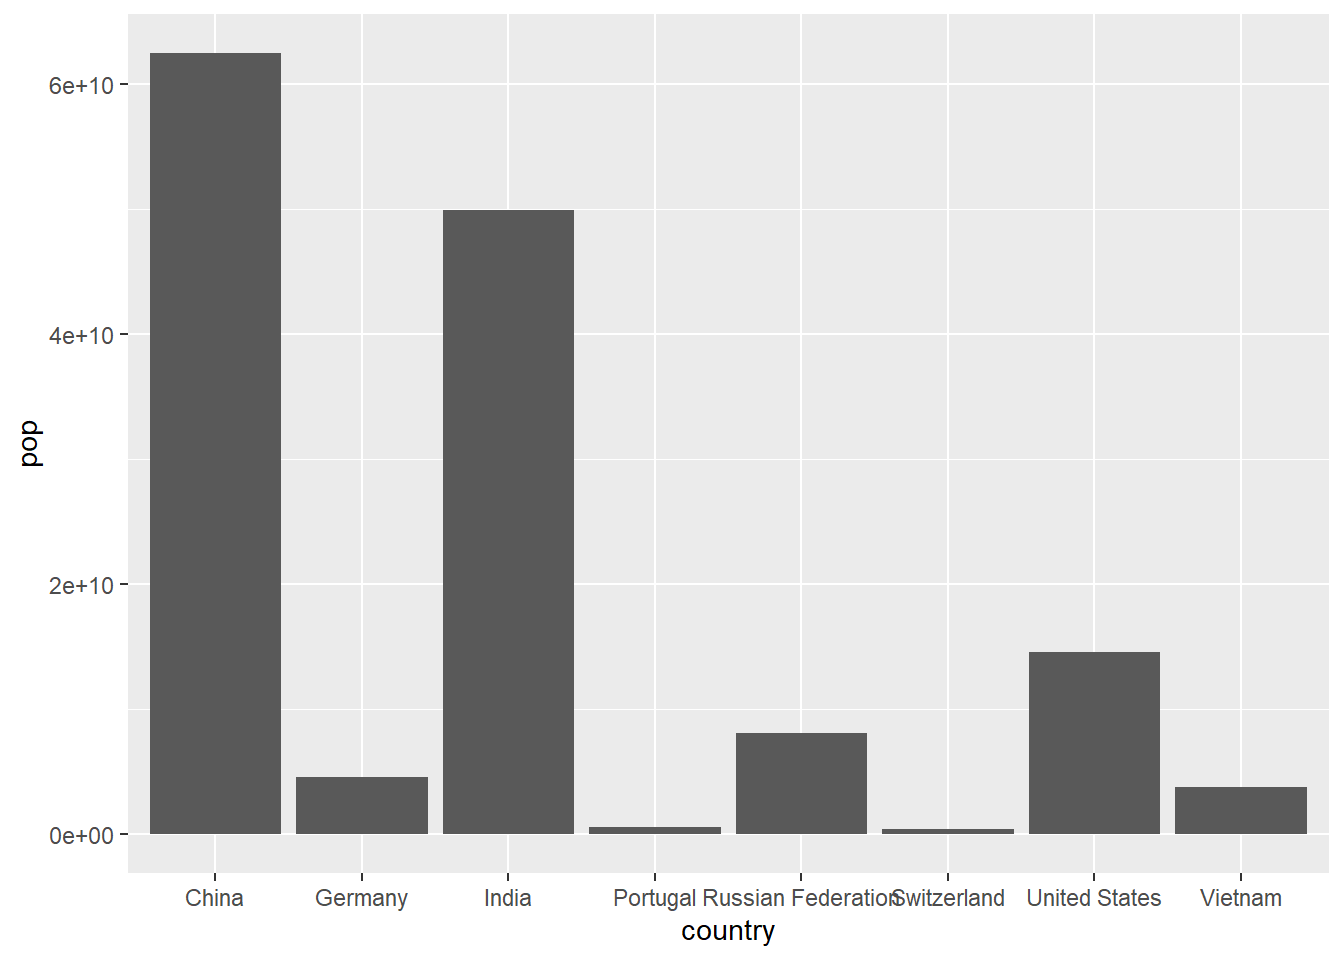 6e+10
4e+10
2e+10
0e+00
pop
China Germany India Portugal Russian Federation Switzerland United States Vietnam
country